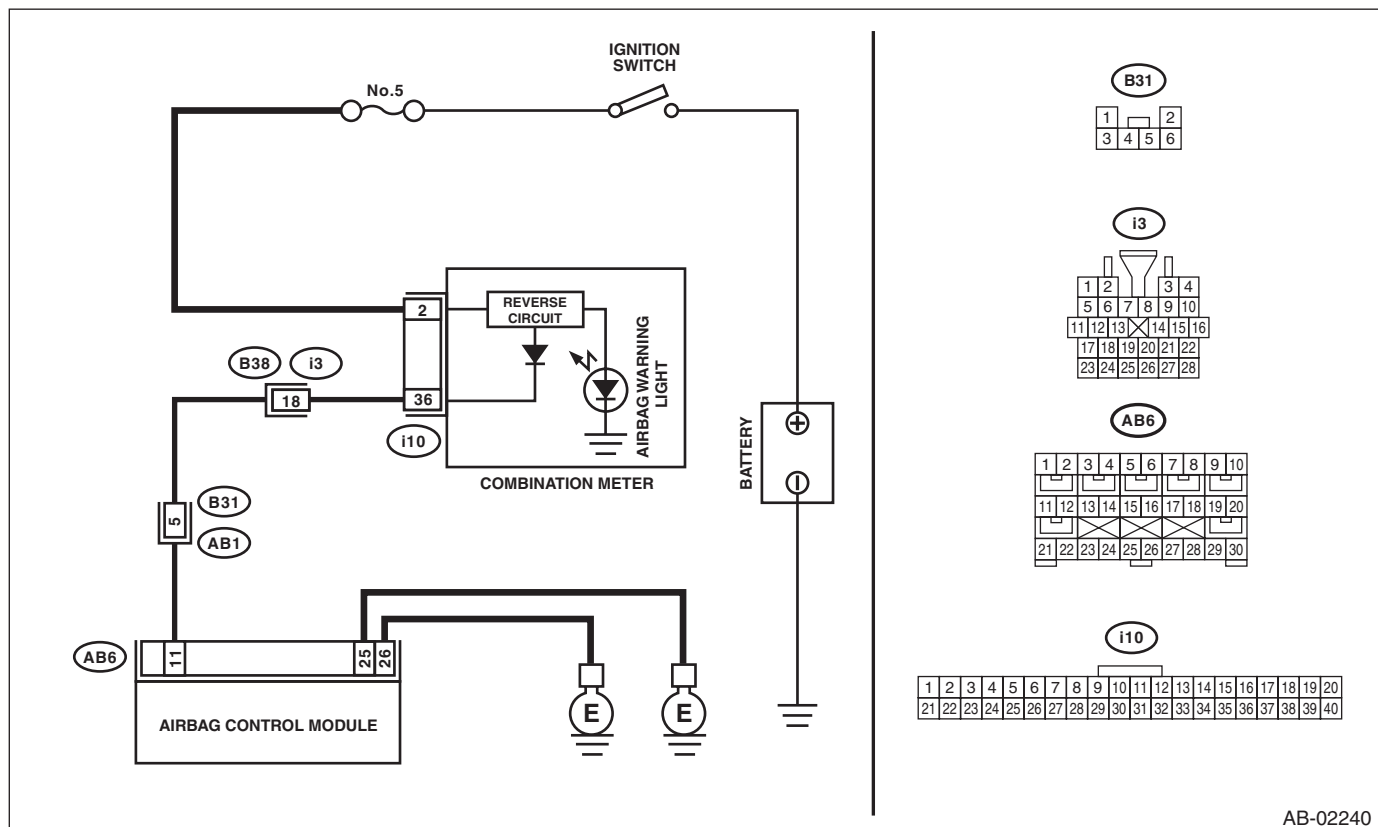 IGNITION
SWITCH
No.5
2
REVERSE
CIRCUIT
AIRBAG WARNING
LIGHT
B38
i3
18
36
i10
COMBINATION METER
BATTERY
5
B31
AB1
AB6
11
25
26
AIRBAG CONTROL MODULE
E
E
B31
1 2
3 4 5 6
i3
1 2 3 4
5 6 7 8 9 10
11 12 13 14 15 16
17 18 19 20 21 22
23 24 25 26 27 28
AB6
1 2 3 4 5 6 7 8 9 10
11 12 13 14 15 16 17 18 19 20
21 22 23 24 25 26 27 28 29 30
i10
1 2 3 4 5 6 7 8 9 10 11 12 13 14 15 16 17 18 19 20
21 22 23 24 25 26 27 28 29 30 31 32 33 34 35 36 37 38 39 40
AB-02240